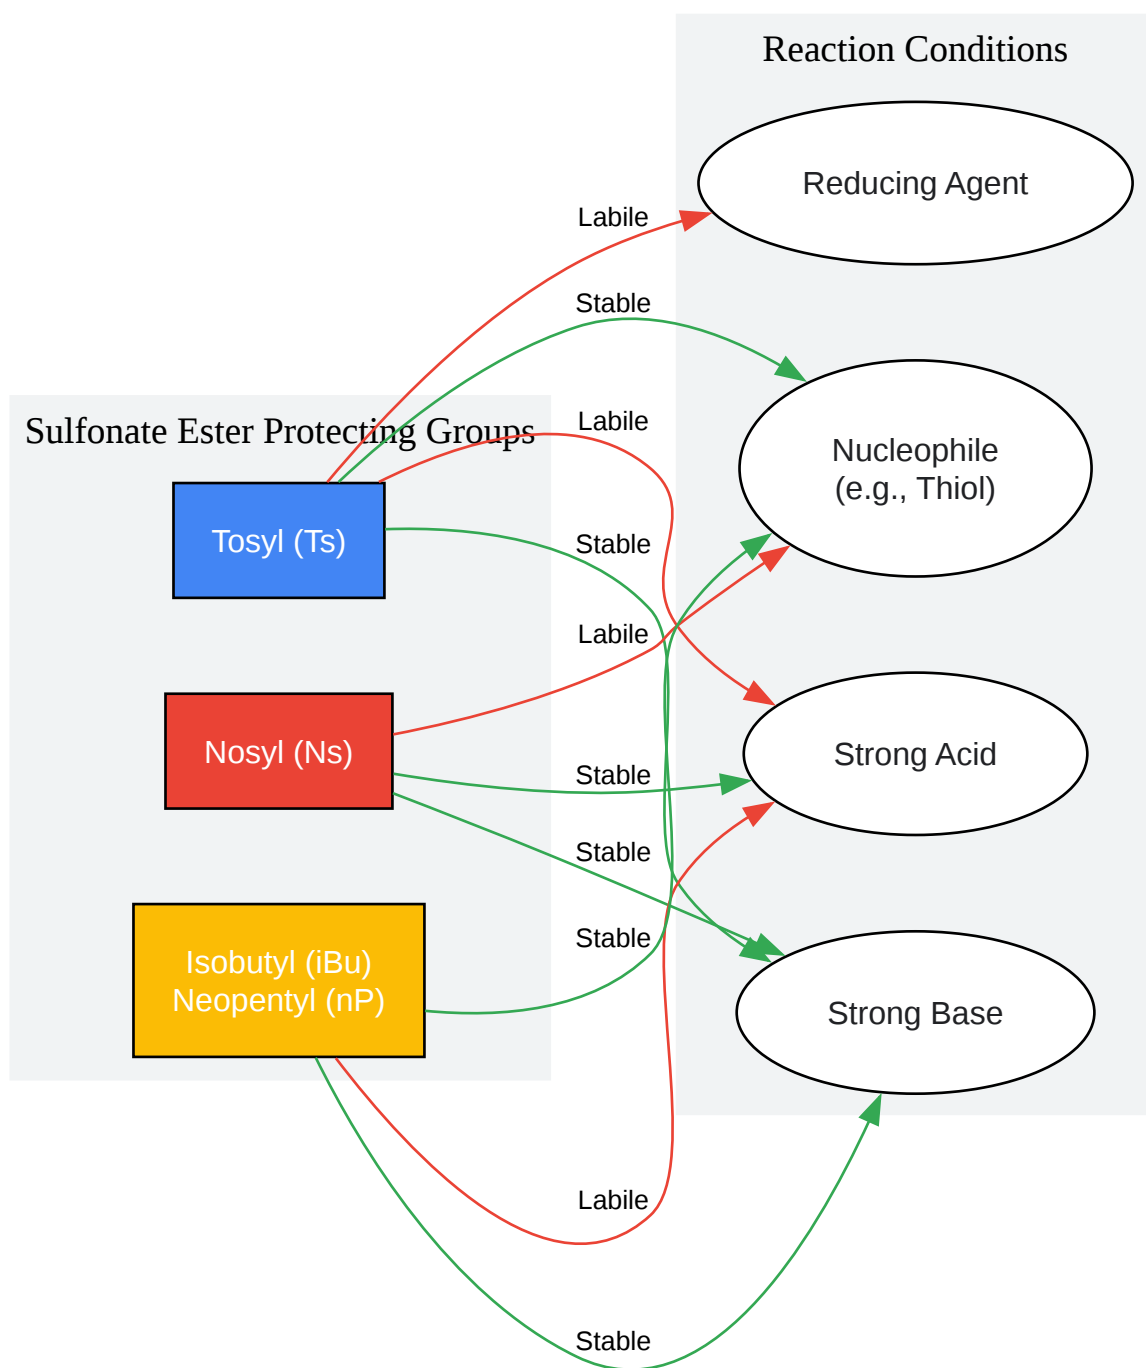 Reaction Conditions
Reducing Agent
Labile
Stable
Labile
Sulfonate Ester Protecting Groups
Nucleophile
(e.g., Thiol)
Tosyl (Ts)
Stable
Labile
Nosyl (Ns)
Strong Acid
Stable
Stable
Stable
Isobutyl (iBu)
Neopentyl (nP)
Strong Base
Labile
Stable